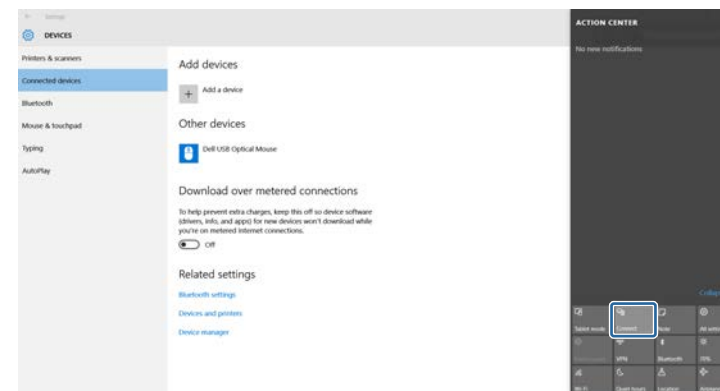 Settings
DEVICES
Printers & scanners
Connected devices
Bluetooth
Mouse & touchpad
Typing
AutoPlay
Add devices
Add a device
Other devices
Dell USB Optical Mouse
Download over metered connections
To help prevent extra charges, keep this off so device software
(drivers, info, and apps) for new devices won't download while
you're on metered Internet connections.
Off
Related settings
Bluetooth settings
Devices and printers
Device manager
ACTION CENTER
No new notifications
Tablet mode Connect Note
VPN Bluetooth 70%
Wi-Fi Quiet hours Location